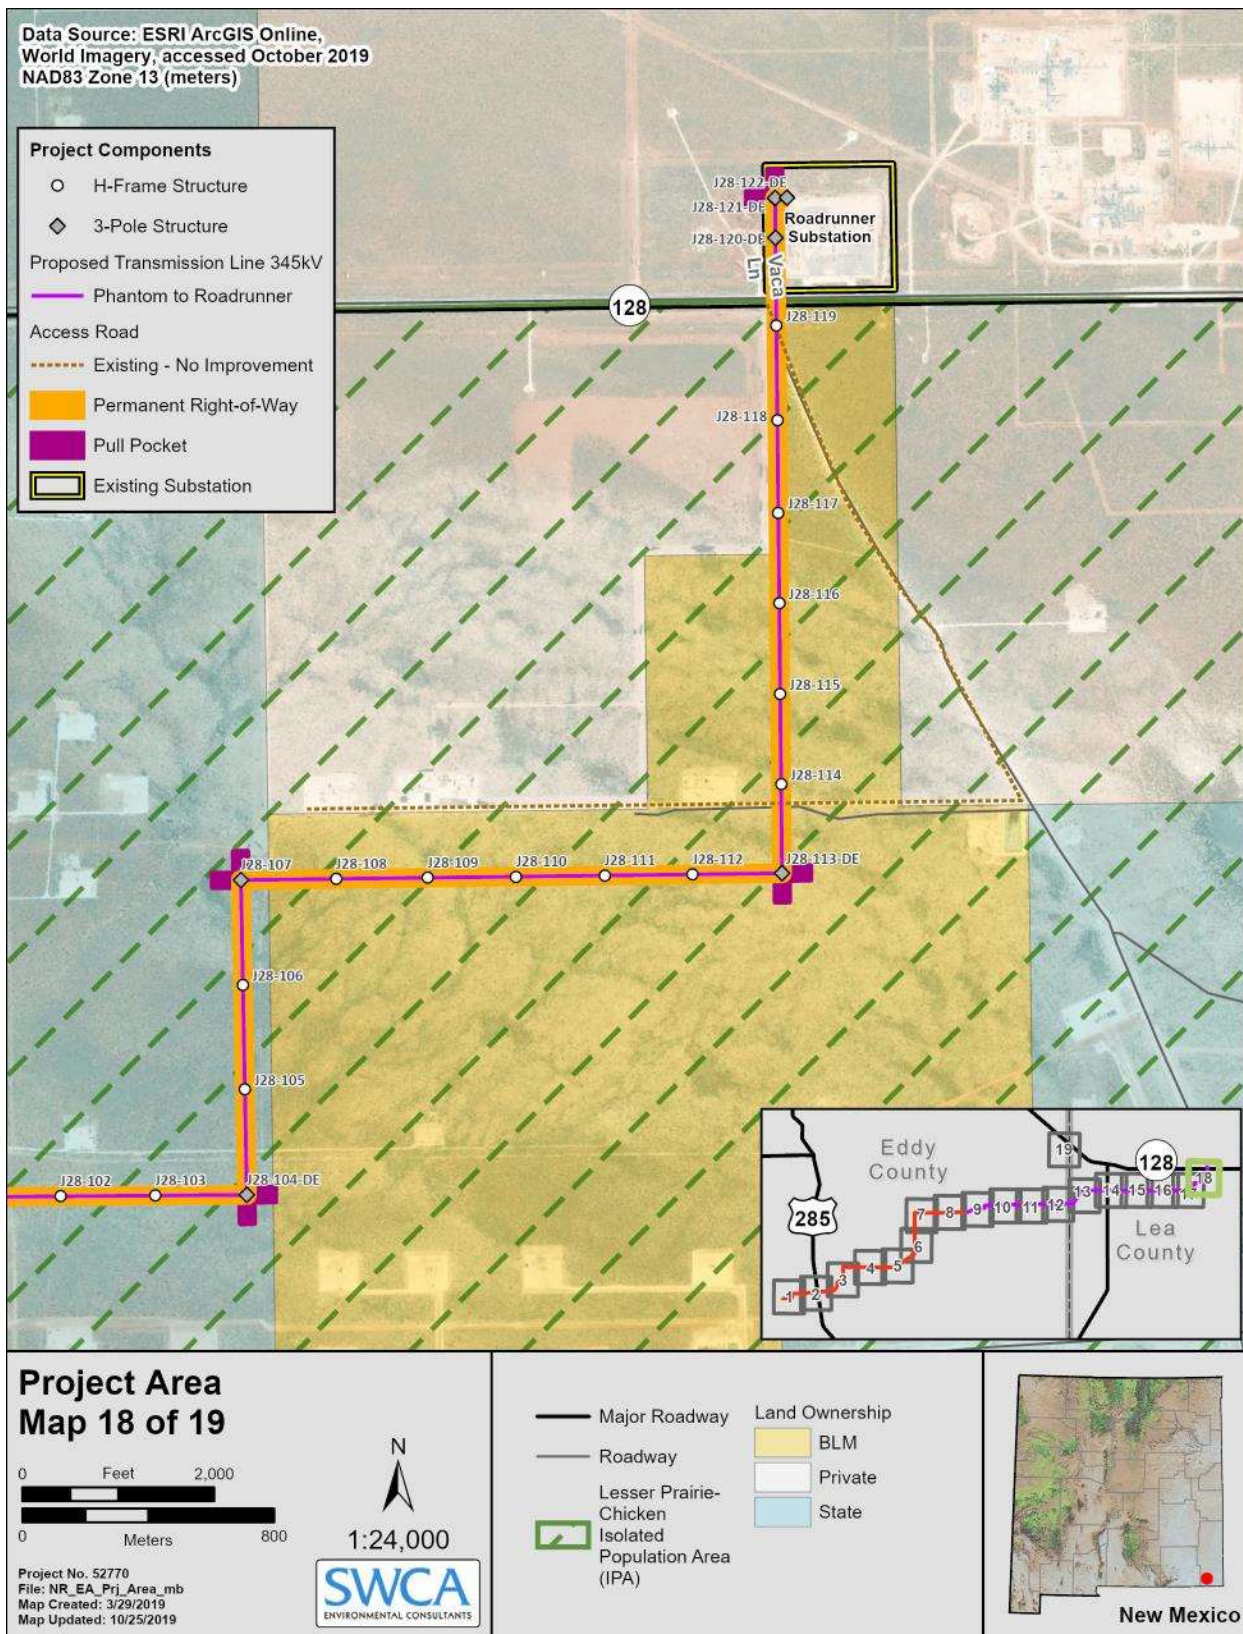 Data Source: ESRI ArcGIS Online,
World Imagery, accessed October 2019
NAD83 Zone 13 (meters)
Project Components
H-Frame Structure
3-Pole Structure
Proposed Transmission Line 345kV
Phantom to Roadrunner
Access Road
Existing - No Improvement
Permanent Right-of-Way
Pull Pocket
Existing Substation
J28-122-DE
J28-121-DE
Roadrunner
Substation
J28-120-DE
Vaca
Ln
128
J28-119
J28-118
J28-117
J28-116
J28-115
J28-114
J28-107
J28-108
J28-109
J28-110
J28-111
J28-112
J28-113-DE
J28-106
J28-105
J28-102
J28-103
J28-104-DE
Eddy
County
19
128
18
285
7
8
9
10
11
12
13
14
15
16
17
6
Lea
County
1
2
3
4
5
Project Area
Map 18 of 19
0 Feet 2,000
0 Meters 800
N
1:24,000
Project No. 52770
File: NR_EA_Prj_Area_mb
Map Created: 3/29/2019
Map Updated: 10/25/2019
SWCA
ENVIRONMENTAL CONSULTANTS
Major Roadway
Roadway
Lesser Prairie-
Chicken
Isolated
Population Area
(IPA)
Land Ownership
BLM
Private
State
New Mexico